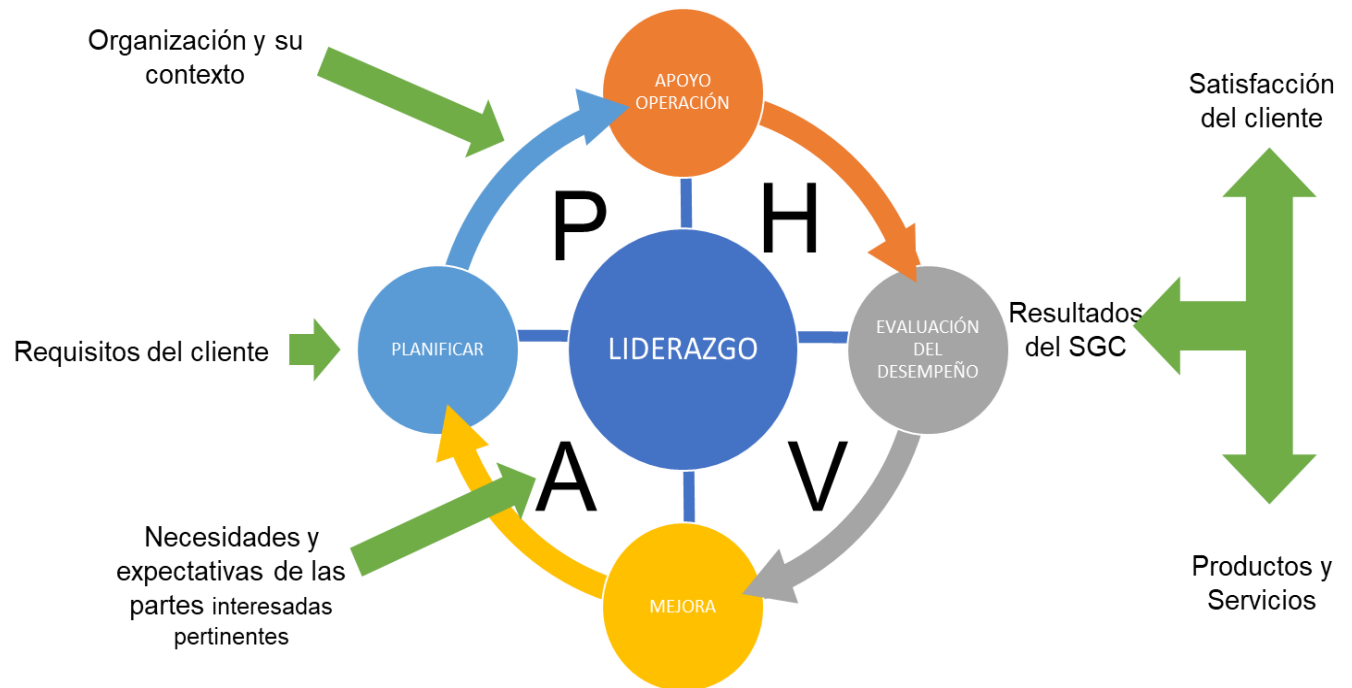 Organización y su
contexto
APOYO
OPERACIÓN
Satisfacción
del cliente
P
H
Requisitos del cliente
PLANIFICAR
LIDERAZGO
EVALUACIÓN
DEL
DESEMPEÑO
Resultados
del SGC
A
V
Necesidades y
expectativas de las
partes interesadas
pertinentes
MEJORA
Productos y
Servicios